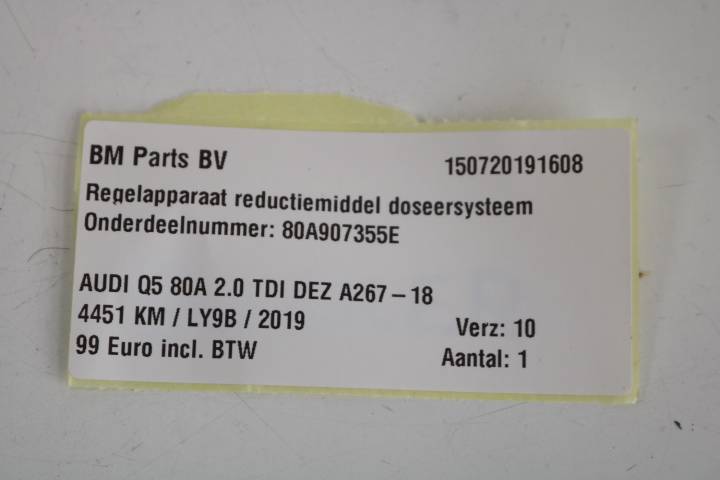 BM Parts BV 150720191608
Regelapparaat reductiemiddel doseersysteem
Onderdeelnummer: 80A907355E
AUDI Q5 80A 2.0 TDI DEZ A267-18
4451 KM / LY9B / 2019 Verz: 10
99 Euro incl. BTW Aantal: 1